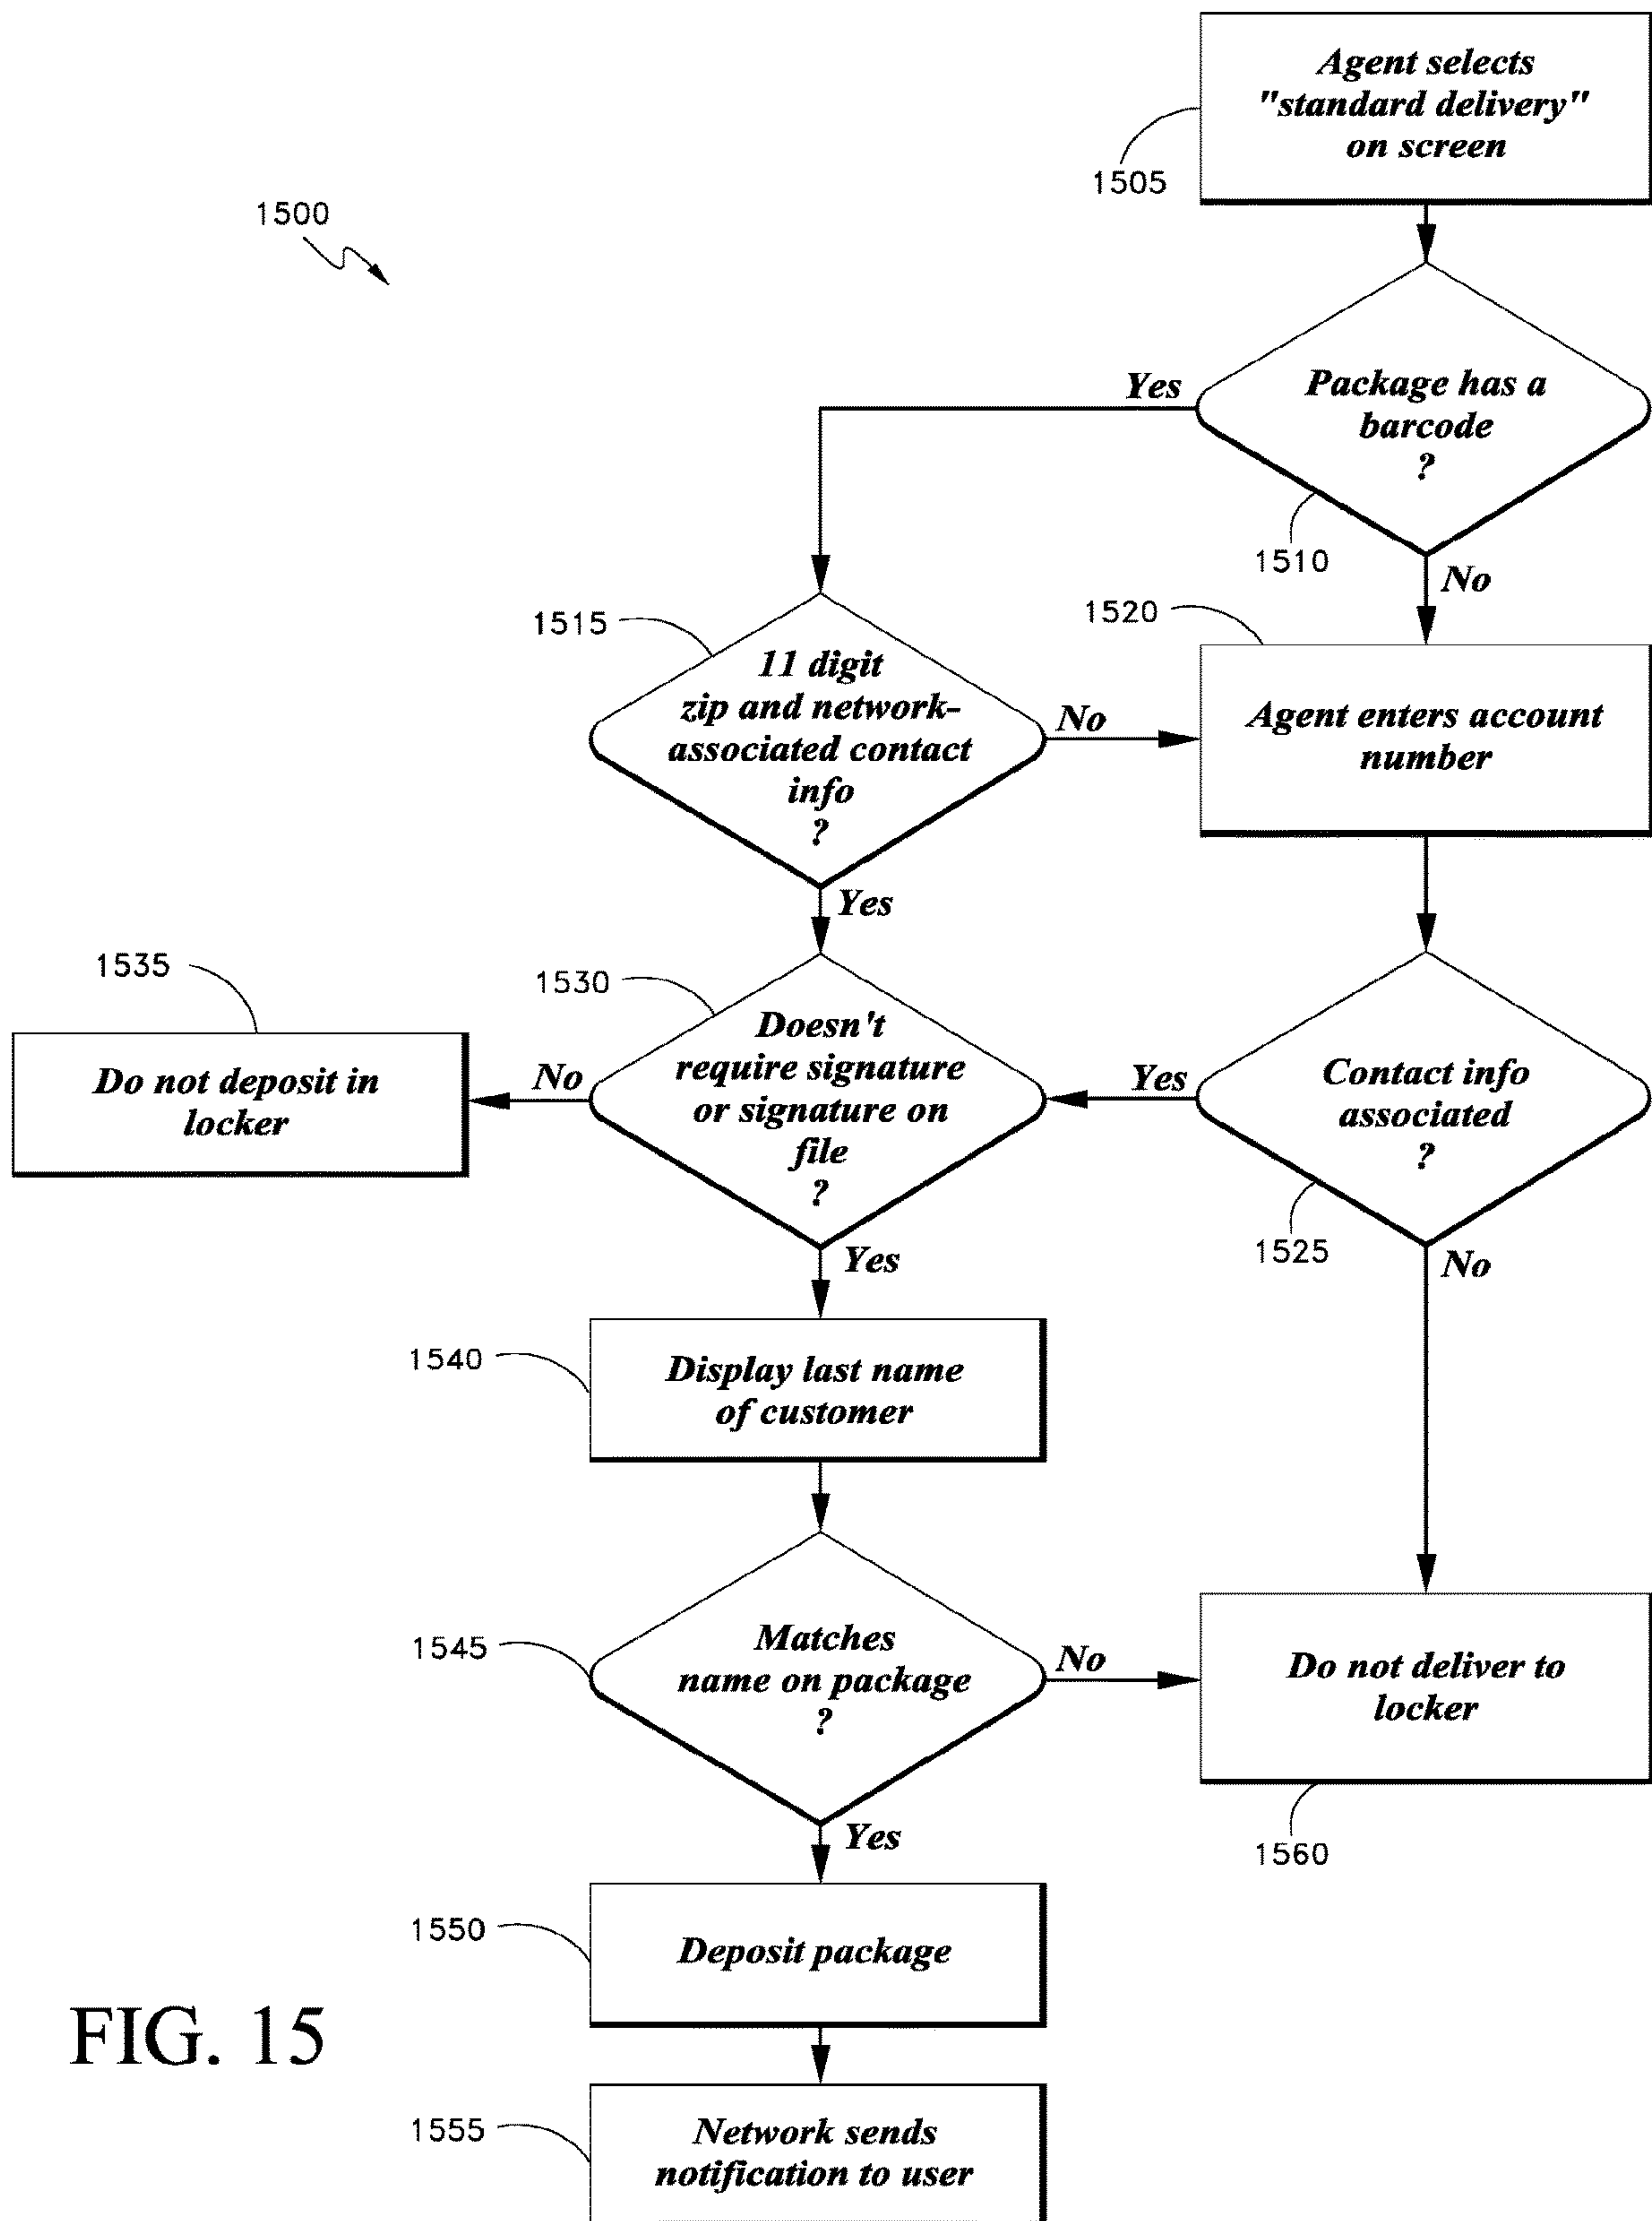 Agent selects
"standard delivery"
on screen
1505
1500
Yes
Package has a
barcode
?
1510
No
1515
11 digit
zip and network-
associated contact
info
?
No
1520
Agent enters account
number
Yes
1535
Do not deposit in
locker
No
1530
Doesn't
require signature
or signature on
file
?
Yes
Contact info
associated
?
1525
No
Yes
1540
Display last name
of customer
1545
Matches
name on package
?
No
Do not deliver to
locker
1560
Yes
1550
Deposit package
FIG. 15
1555
Network sends
notification to user